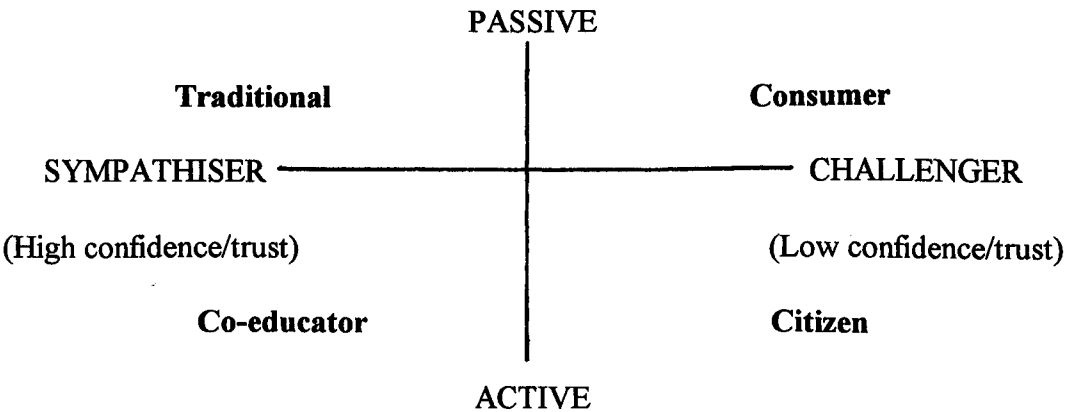 PASSIVE
Traditional Consumer
SYMPATHISER CHALLENGER
(High confidence/trust) (Low confidence/trust)
Co-educator Citizen
ACTIVE